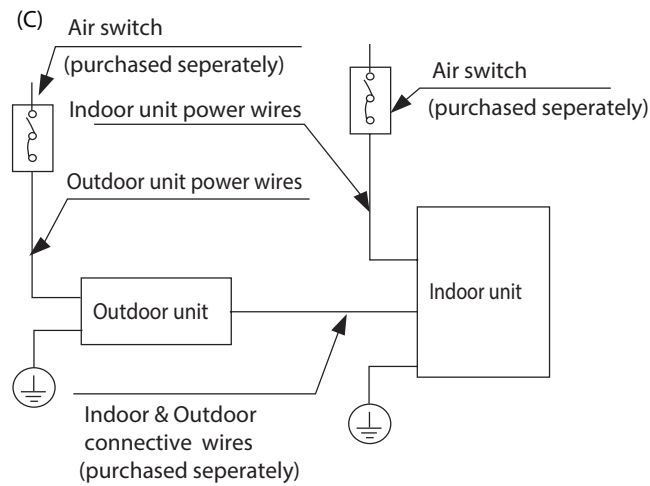 (C)
Air switch
(purchased seperately)
Air switch
(purchased seperately)
Indoor unit power wires
Outdoor unit power wires
Outdoor unit
Indoor unit
Indoor & Outdoor
connective wires
(purchased seperately)